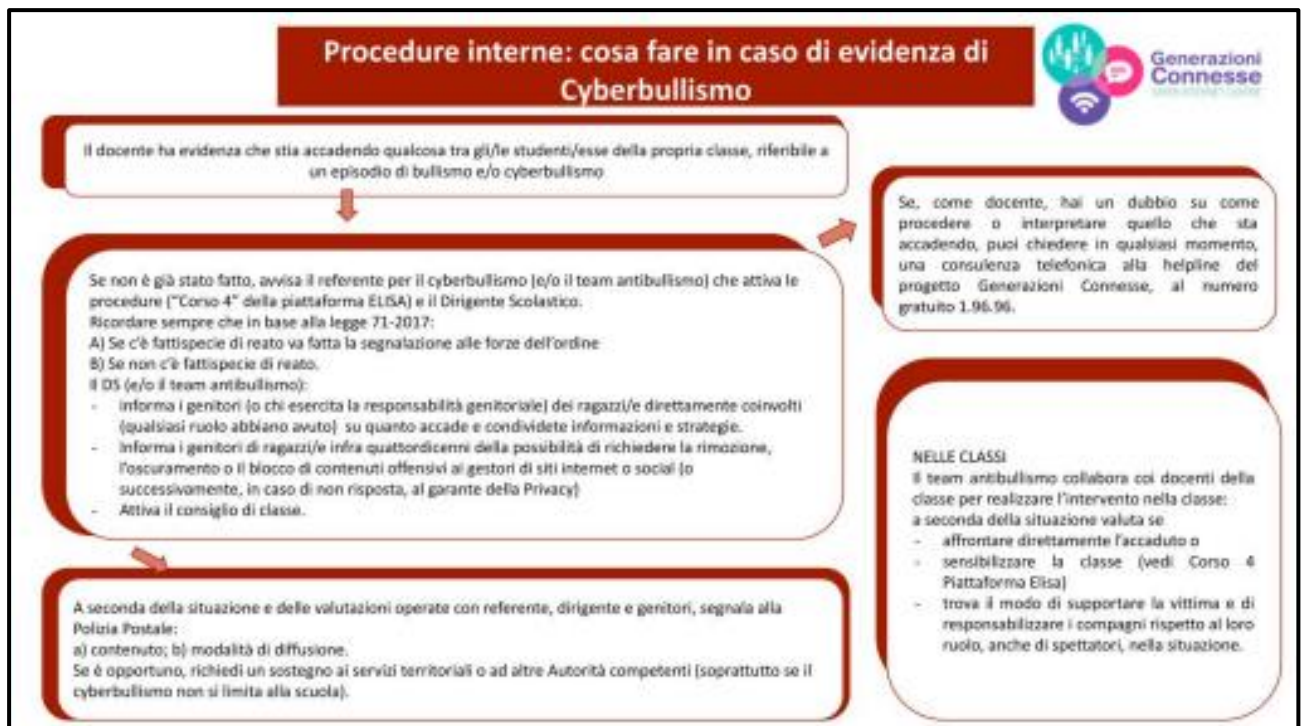 Procedure interne: cosa fare in caso di evidenza di
Cyberbullismo
Generazioni
Connesse
Il docente ha evidenza che stia accadendo qualcosa tra gli/le studenti/esse della propria classe, riferibile a
un episodio di bullismo e/o cyberbullismo
Se, come docente, hai un dubbio su come
procedere o interpretare quello che sta
accadendo, puoi chiedere in qualsiasi momento,
una consulenza telefonica alla helpline del
progetto Generazioni Connesse, al numero
gratuito 1.96.96.
Se non è già stato fatto, avvisa il referente per il cyberbullismo (e/o il team antibullismo) che attiva le
procedure ("Corso 4" della piattaforma ELISA) e il Dirigente Scolastico.
Ricordare sempre che in base alla legge 71-2017:
A) Se c'è fattispecie di reato va fatta la segnalazione alle forze dell'ordine
B) Se non c'è fattispecie di reato.
Il DS (e/o il team antibullismo):
- informa i genitori (o chi esercita la responsabilità genitoriale) dei ragazzi/e direttamente coinvolti
(qualsiasi ruolo abbiano avuto) su quanto accade e condividete informazioni e strategie.
- Informa i genitori di ragazzi/e infra quattordicenni della possibilità di richiedere la rimozione,
l'oscuramento o il blocco di contenuti offensivi ai gestori di siti internet o social (o
successivamente, in caso di non risposta, al garante della Privacy)
- Attiva il consiglio di classe.
NELLE CLASSI
Il team antibullismo collabora coi docenti della
classe per realizzare l'intervento nella classe:
a seconda della situazione valuta se
- affrontare direttamente l'accaduto o
- sensibilizzare la classe (vedi Corso 4
Piattaforma Elisa)
- trova il modo di supportare la vittima e di
responsabilizzare i compagni rispetto al loro
ruolo, anche di spettatori, nella situazione.
A seconda della situazione e delle valutazioni operate con referente, dirigente e genitori, segnala alla
Polizia Postale:
a) contenuto; b) modalità di diffusione.
Se è opportuno, richiedi un sostegno ai servizi territoriali o ad altre Autorità competenti (soprattutto se il
cyberbullismo non si limita alla scuola).